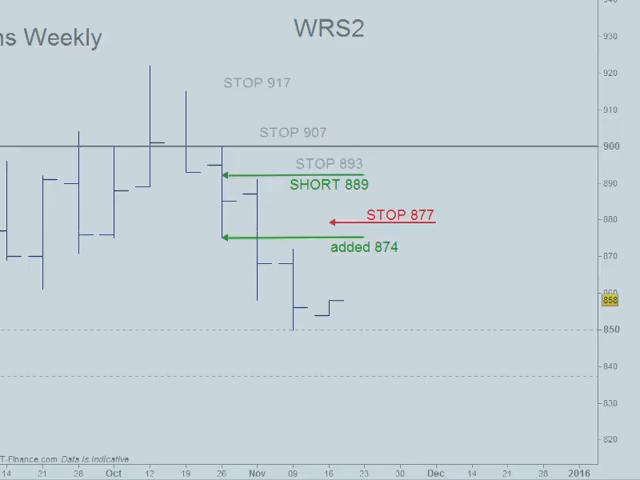 ns Weekly
WRS2
STOP 917
STOP 907
STOP 893
SHORT 889
STOP 877
added 874
930
920
910
900
890
880
870
860
858
850
840
830
820
T-Finance.com Data is indicative
14 21 28 Oct 12 19 26 Nov 09 16 23 30 Dec 14 21 28 2016